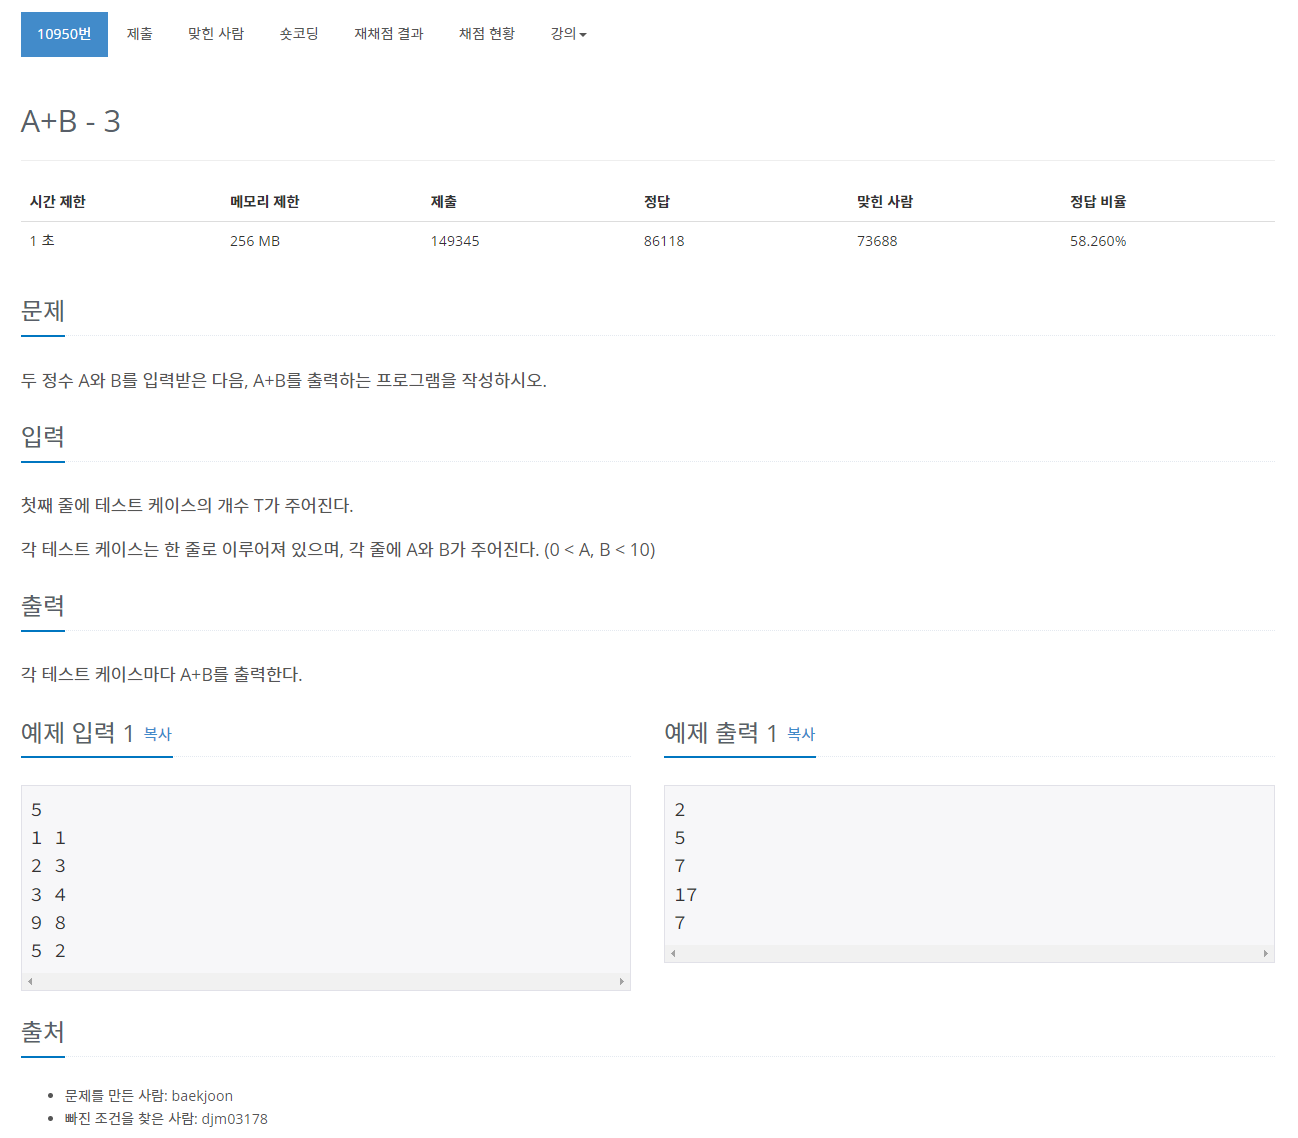 10950번 제출 맞힌 사람 숏코딩 재채점 결과 채점 현황 강의
A+B - 3
시간 제한 메모리 제한 제출 정답 맞힌 사람 정답 비율
1 초 256 MB 149345 86118 73688 58.260%
문제
두 정수 A와 B를 입력받은 다음, A+B를 출력하는 프로그램을 작성하시오.
입력
첫째 줄에 테스트 케이스의 개수 T가 주어진다.
각 테스트 케이스는 한 줄로 이루어져 있으며, 각 줄에 A와 B가 주어진다. (0 < A, B < 10)
출력
각 테스트 케이스마다 A+B를 출력한다.
예제 입력 1 복사
5
1 1
2 3
3 4
9 8
5 2
예제 출력 1 복사
2
5
7
17
7
출처
문제를 만든 사람: baekjoon
빠진 조건을 찾은 사람: djm03178